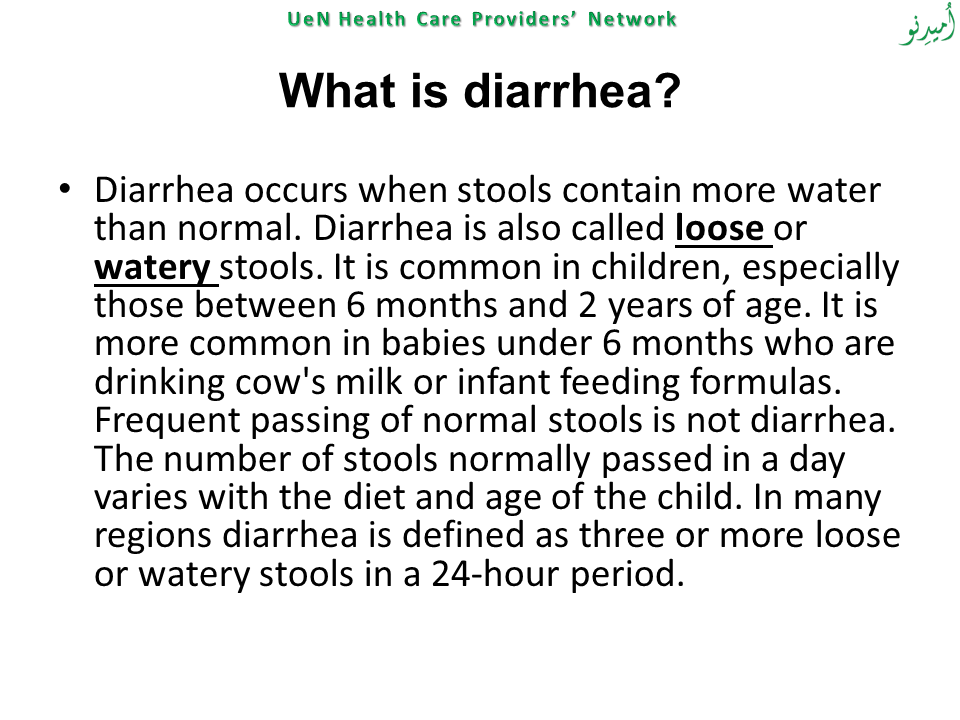 UeN Health Care Providers’ Network
أُميدِنو
What is diarrhea?
• Diarrhea occurs when stools contain more water
than normal. Diarrhea is also called loose or
watery stools. It is common in children, especially
those between 6 months and 2 years of age. It is
more common in babies under 6 months who are
drinking cow's milk or infant feeding formulas.
Frequent passing of normal stools is not diarrhea.
The number of stools normally passed in a day
varies with the diet and age of the child. In many
regions diarrhea is defined as three or more loose
or watery stools in a 24-hour period.